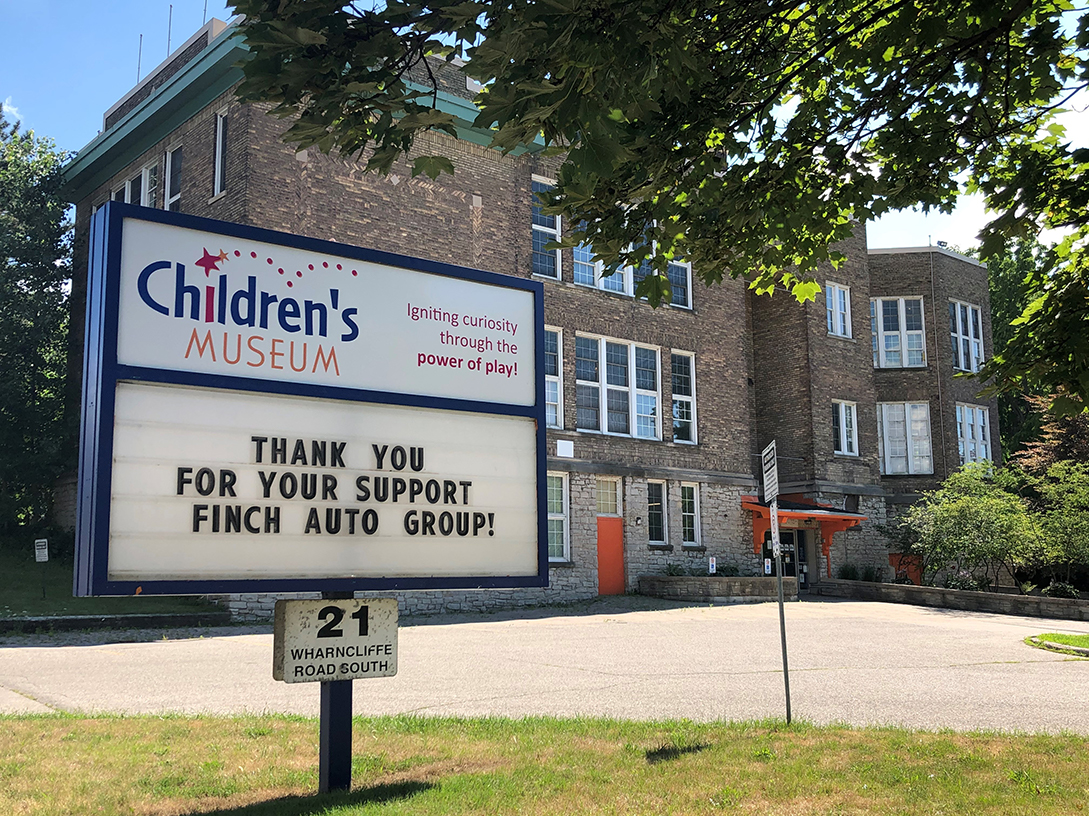 Children's
MUSEUM
Igniting curiosity
through the
power of play!
THANK YOU
FOR YOUR SUPPORT
FINCH AUTO GROUP!
21
WHARNCLIFFE
ROAD SOUTH